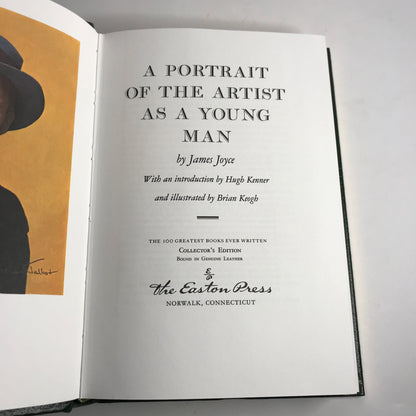 A PORTRAIT
OF THE ARTIST
AS A YOUNG
MAN
by James Joyce
With an introduction by Hugh Kenner
and illustrated by Brian Keogh
THE 100 GREATEST BOOKS EVER WRITTEN
COLLECTOR'S EDITION
BOUND IN GENUINE LEATHER
The Easton Press
NORWALK, CONNECTICUT